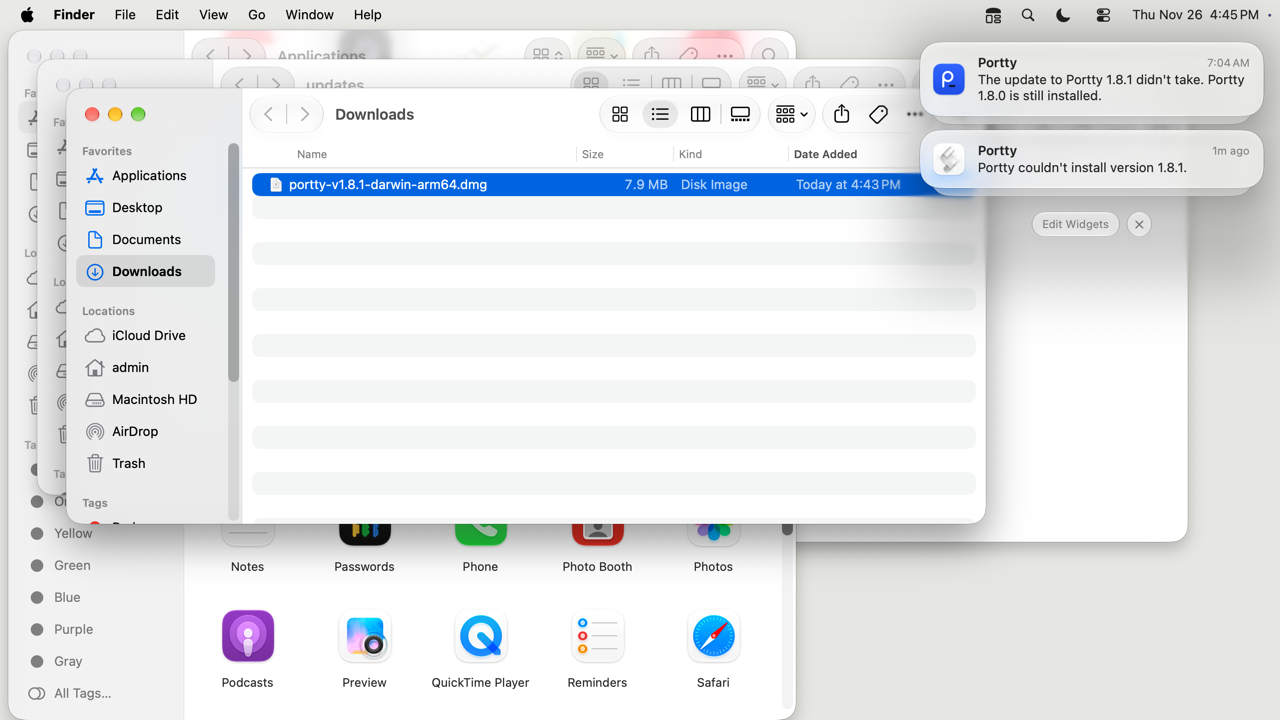 Finder File Edit View Go Window Help Thu Nov 26 4:45 PM
Portty 7:04 AM
The update to Portty 1.8.1 didn't take. Portty
1.8.0 is still installed.
Portty 1m ago
Portty couldn't install version 1.8.1.
Edit Widgets
Applications
updates
Downloads
Name Size Kind Date Added
portty-v1.8.1-darwin-arm64.dmg 7.9 MB Disk Image Today at 4:43 PM
Favorites
Applications
Desktop
Documents
Downloads
Locations
iCloud Drive
admin
Macintosh HD
AirDrop
Trash
Tags
Yellow
Green
Blue
Purple
Gray
All Tags...
Notes Passwords Phone Photo Booth Photos
Podcasts Preview QuickTime Player Reminders Safari